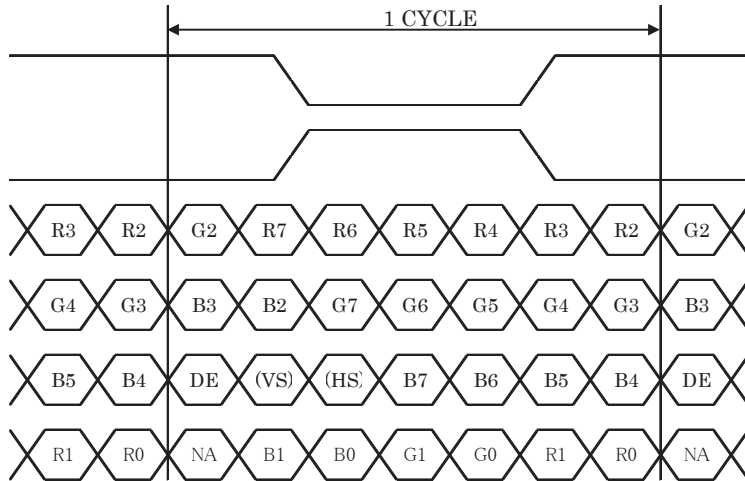 1 CYCLE
R3 R2 G2 R7 R6 R5 R4 R3 R2 G2
G4 G3 B3 B2 G7 G6 G5 G4 G3 B3
B5 B4 DE (VS) (HS) B7 B6 B5 B4 DE
R1 R0 NA B1 B0 G1 G0 R1 R0 NA